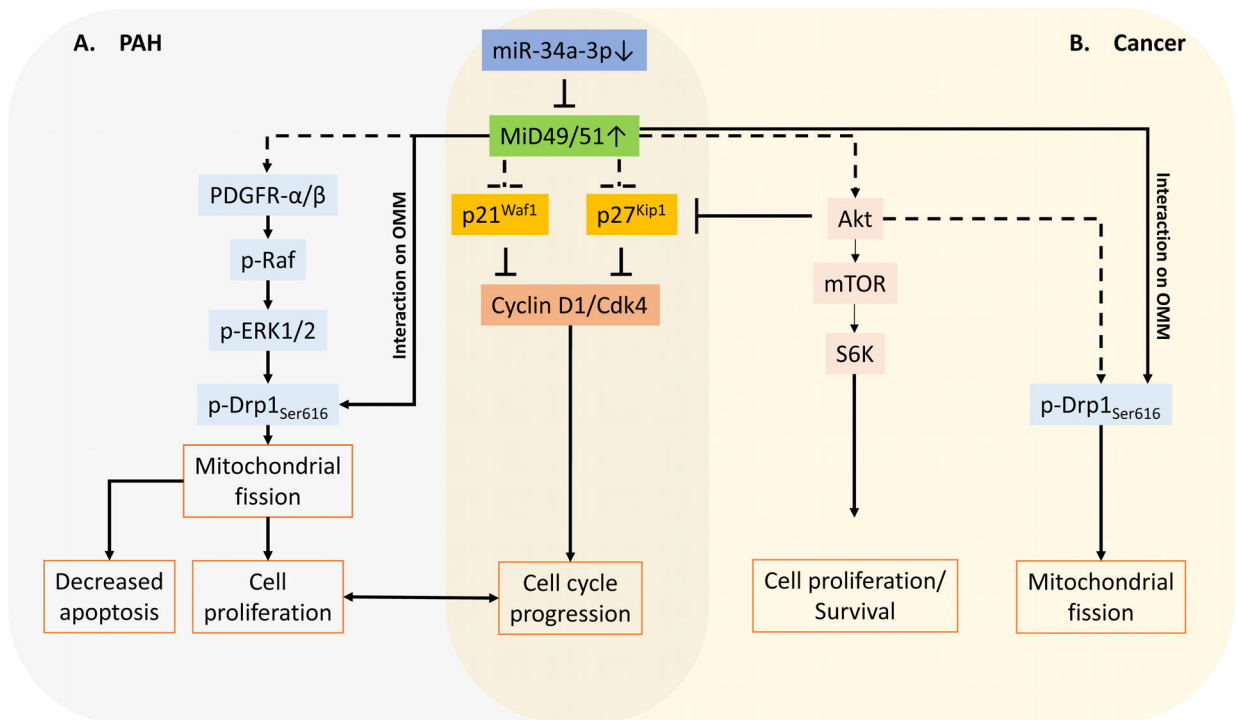 A. PAH
B. Cancer
miR-34a-3p↓
MiD49/51↑
PDGFR-α/β
p-Raf
p-ERK1/2
p-Drp1Ser616
Interaction on OMM
Mitochondrial
fission
Decreased
apoptosis
Cell
proliferation
p21Waf1
p27Kip1
Cyclin D1/Cdk4
Cell cycle
progression
Akt
mTOR
S6K
Cell proliferation/
Survival
Interaction on OMM
p-Drp1Ser616
Mitochondrial
fission